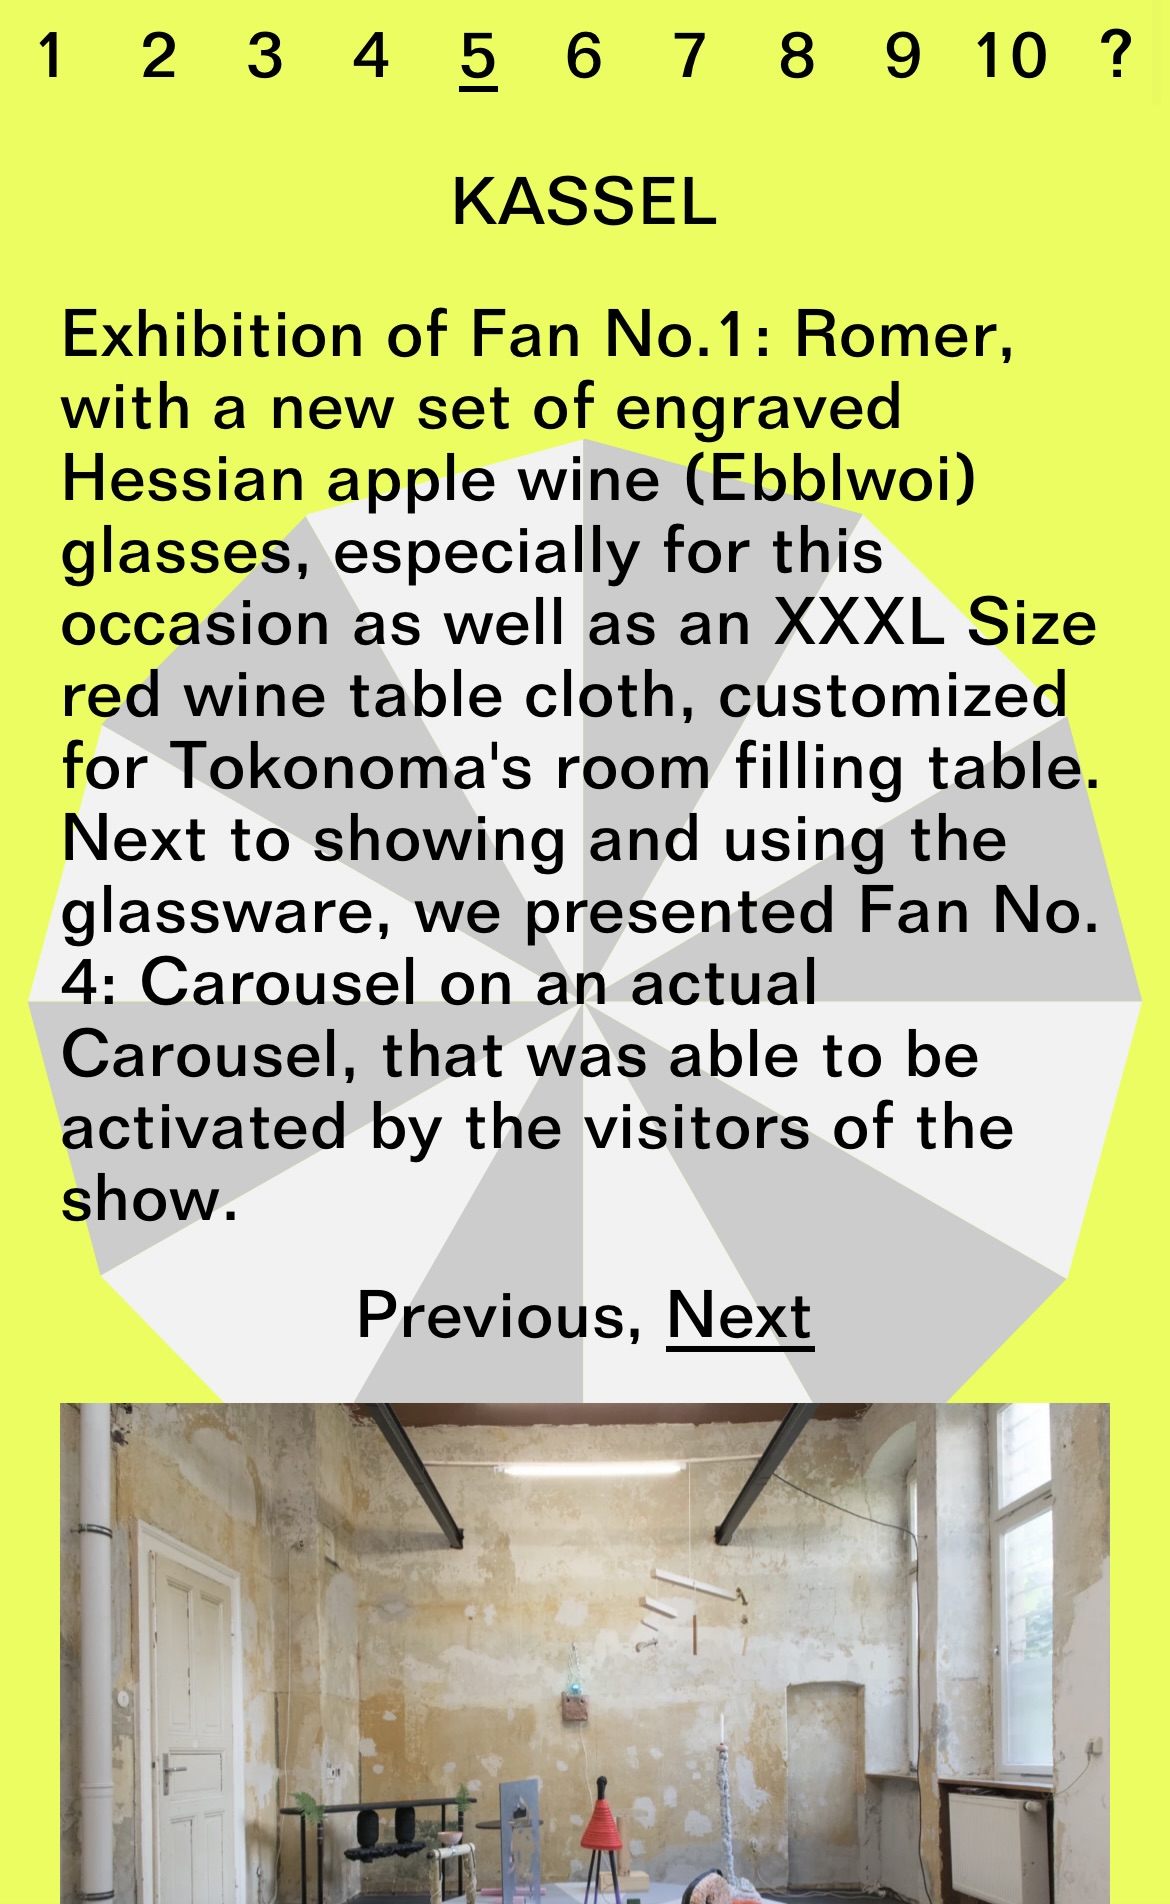 1 2 3 4 5 6 7 8 9 10 ?
KASSEL
Exhibition of Fan No.1: Romer,
with a new set of engraved
Hessian apple wine (Ebblwoi)
glasses, especially for this
occasion as well as an XXXL Size
red wine table cloth, customized
for Tokonoma's room filling table.
Next to showing and using the
glassware, we presented Fan No.
4: Carousel on an actual
Carousel, that was able to be
activated by the visitors of the
show.
Previous, Next